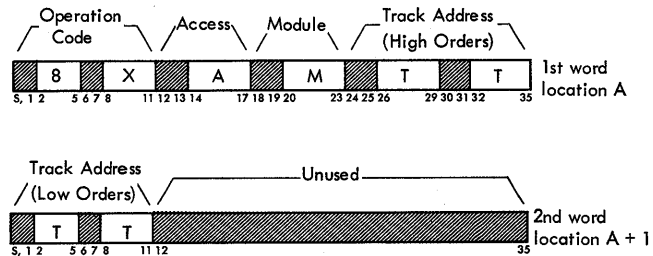 Operation Code
Access
Module
Track Address (High Orders)
8 X A M T T
1st word location A
S, 1 2 5 6 7 8 11 12 13 14 17 18 19 20 23 24 25 26 29 30 31 32 35
Track Address (Low Orders)
Unused
T T
2nd word location A + 1
S, 1 2 5 6 7 8 11 12 35